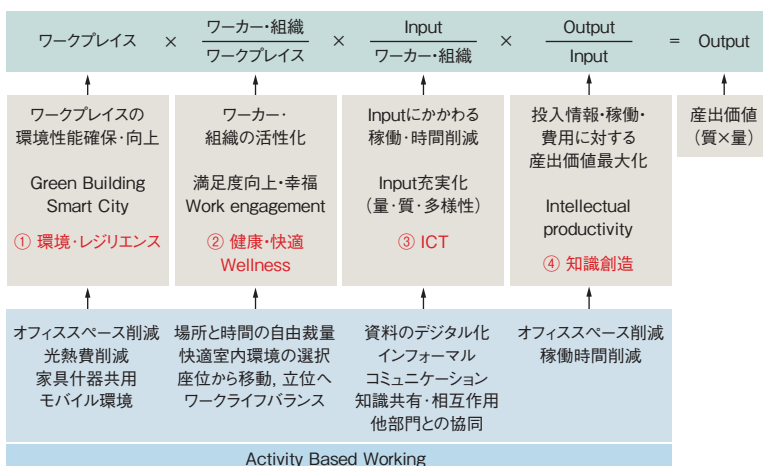 ワークプレイス × ワーカー・組織 / ワークプレイス × Input / ワーカー・組織 × Output / Input = Output
ワークプレイスの
環境性能確保・向上
Green Building
Smart City
① 環境・レジリエンス
ワーカー・
組織の活性化
満足度向上・幸福
Work engagement
② 健康・快適
Wellness
Inputにかかわる
稼働・時間削減
Input充実化
（量・質・多様性）
③ ICT
投入情報・稼働・
費用に対する
産出価値最大化
Intellectual
productivity
④ 知識創造
産出価値
（質×量）
オフィススペース削減
光熱費削減
家具什器共用
モバイル環境
場所と時間の自由裁量
快適室内環境の選択
座位から移動, 立位へ
ワークライフバランス
資料のデジタル化
インフォーマル
コミュニケーション
知識共有・相互作用
他部門との協同
オフィススペース削減
稼働時間削減
Activity Based Working